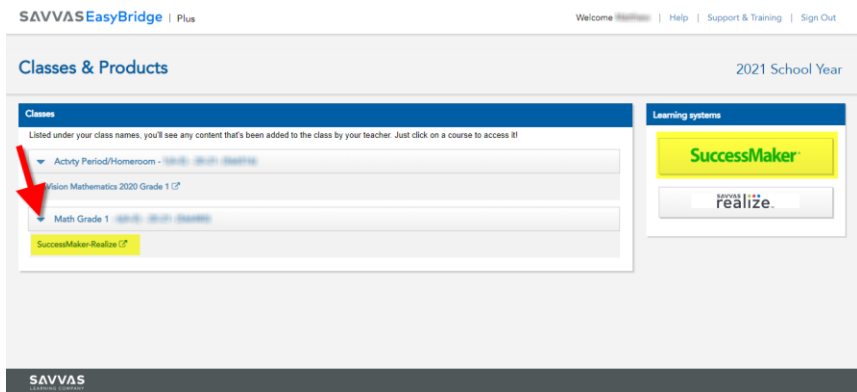 SAVVAS EasyBridge | Plus
Welcome | Help | Support & Training | Sign Out
Classes & Products
2021 School Year
Classes
Listed under your class names, you'll see any content that's been added to the class by your teacher. Just click on a course to access it!
Actvty Period/Homeroom -
Vision Mathematics 2020 Grade 1
Math Grade 1
SuccessMaker-Realize
Learning systems
SuccessMaker
SAVVAS
realize.
SAVVAS
LEARNING COMPANY